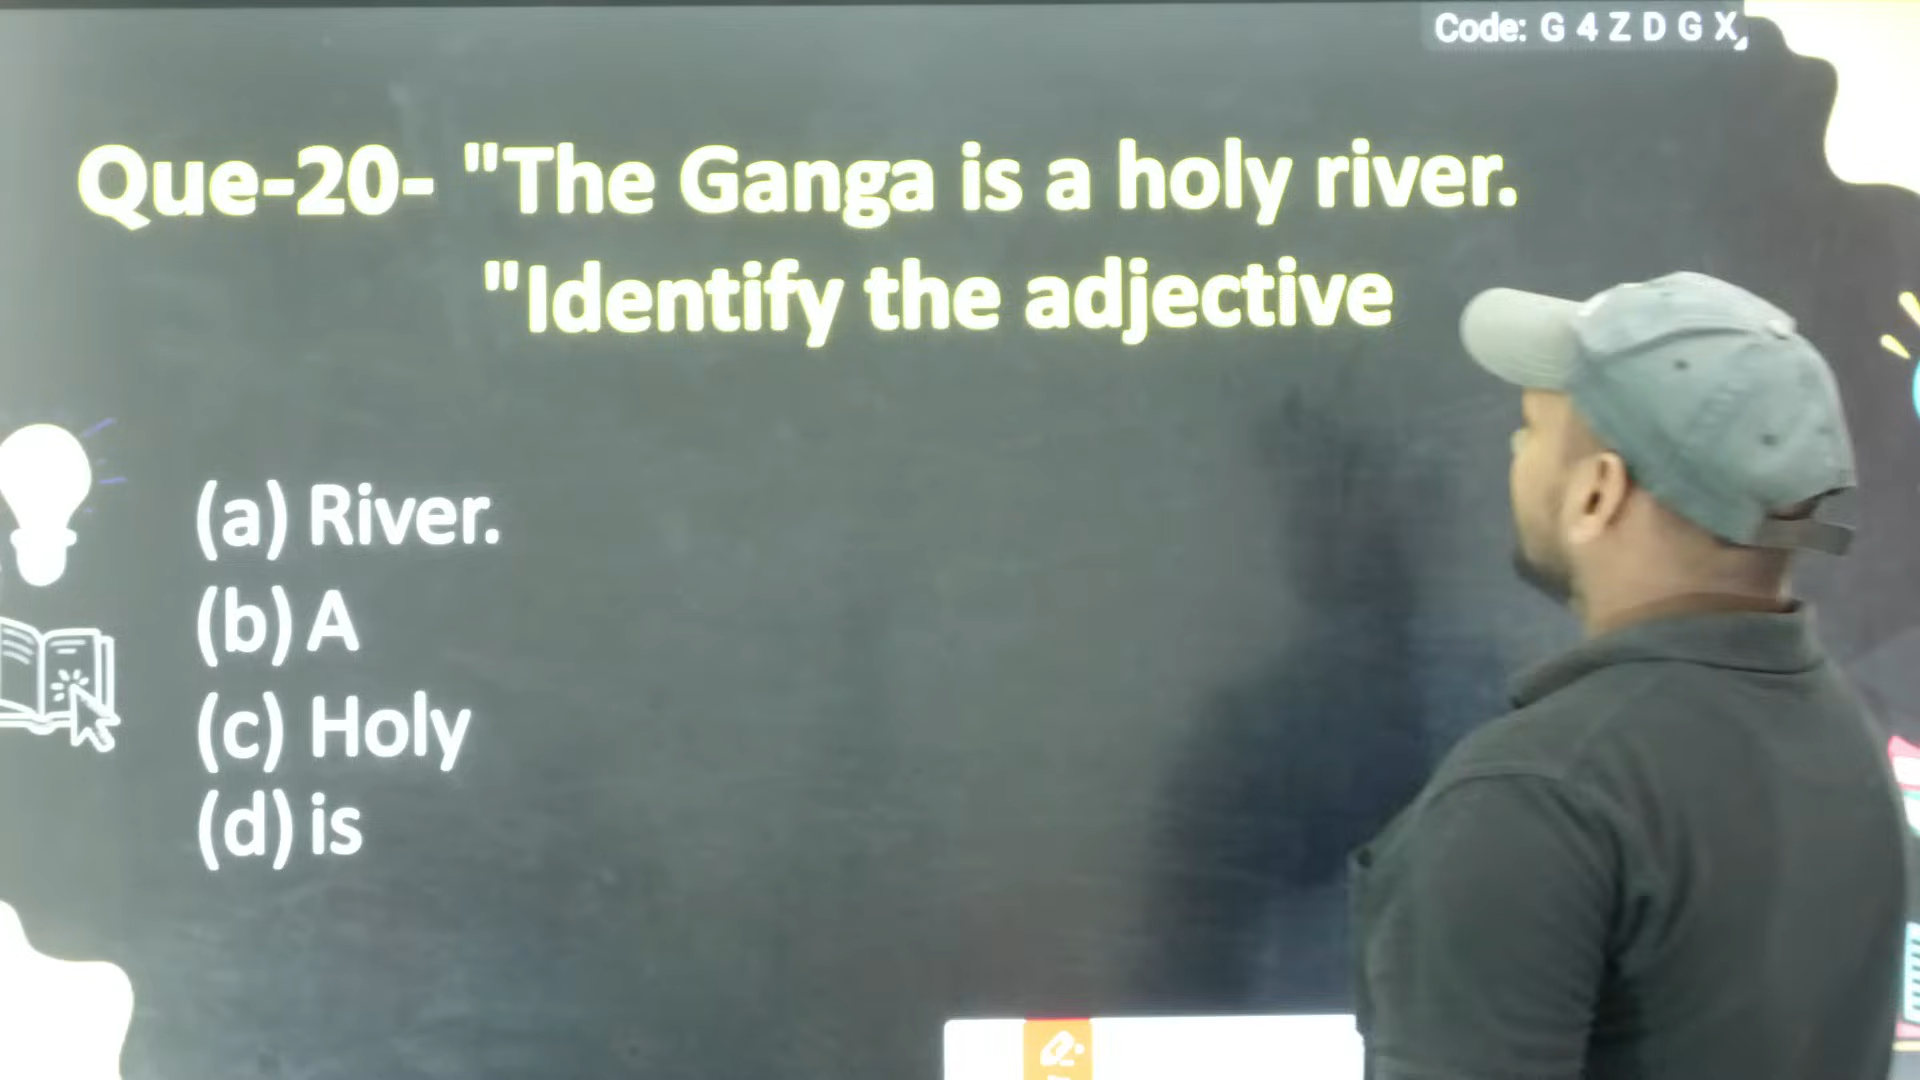 Code: G 4 Z D G X
Que-20- "The Ganga is a holy river.
"Identify the adjective
(a) River.
(b) A
(c) Holy
(d) is